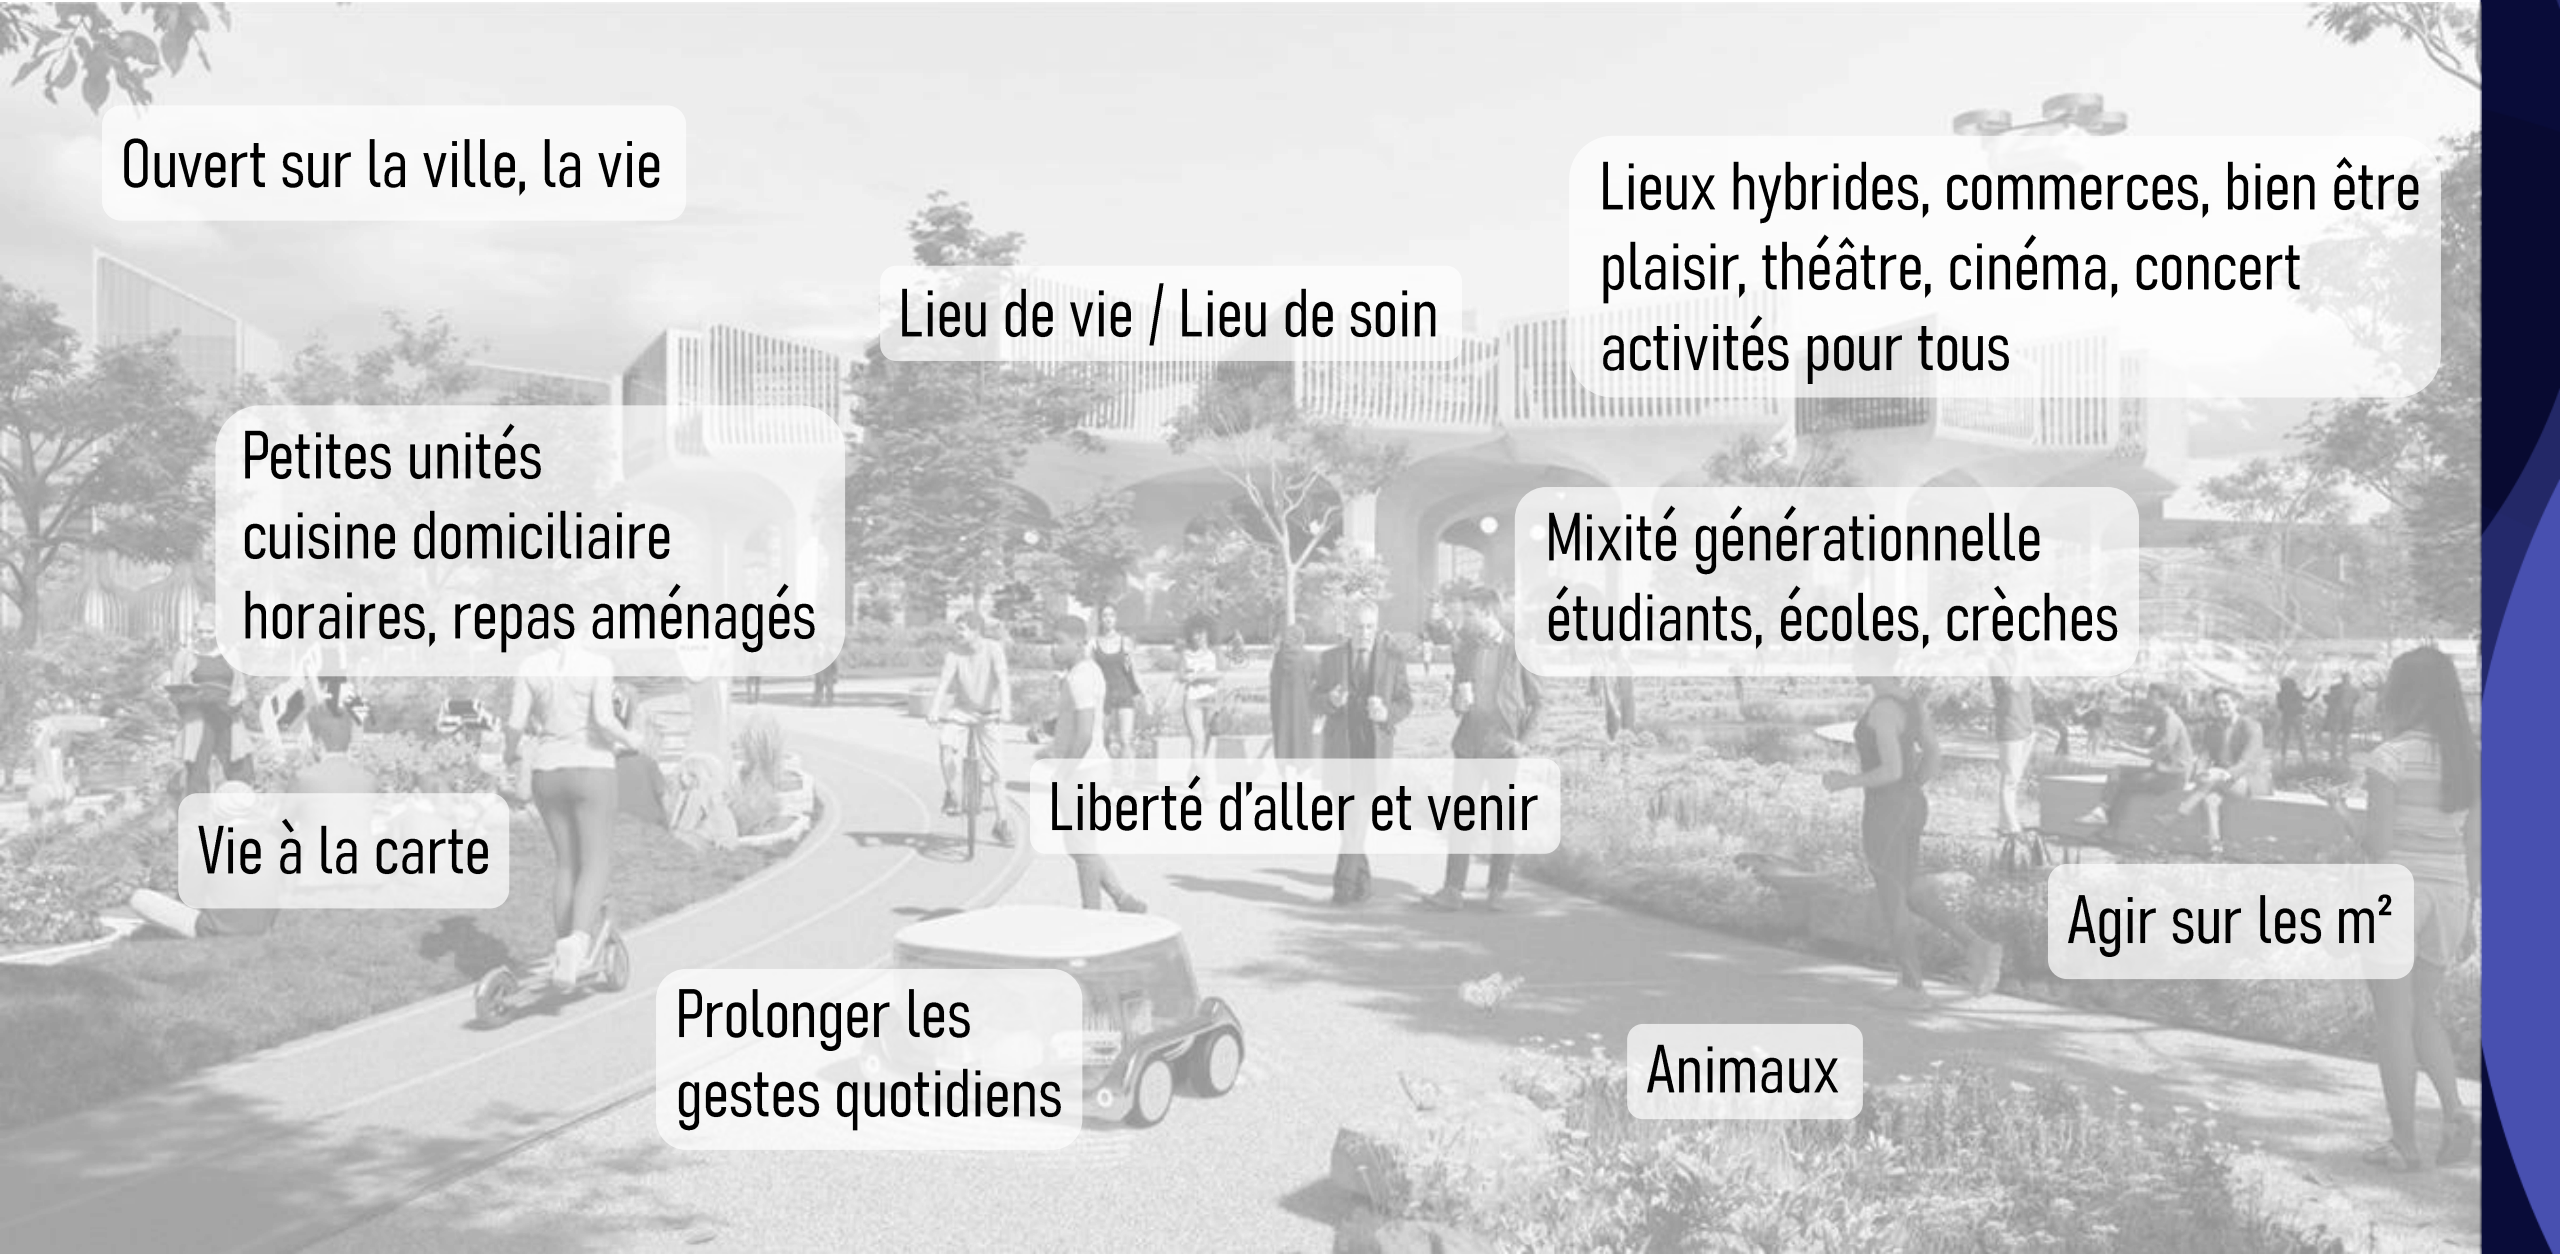 Ouvert sur la ville, la vie
Lieux hybrides, commerces, bien être
plaisir, théâtre, cinéma, concert
activités pour tous
Lieu de vie / Lieu de soin
Petites unités
cuisine domiciliaire
horaires, repas aménagés
Mixité générationnelle
étudiants, écoles, crèches
Liberté d’aller et venir
Vie à la carte
Agir sur les m²
Prolonger les
gestes quotidiens
Animaux